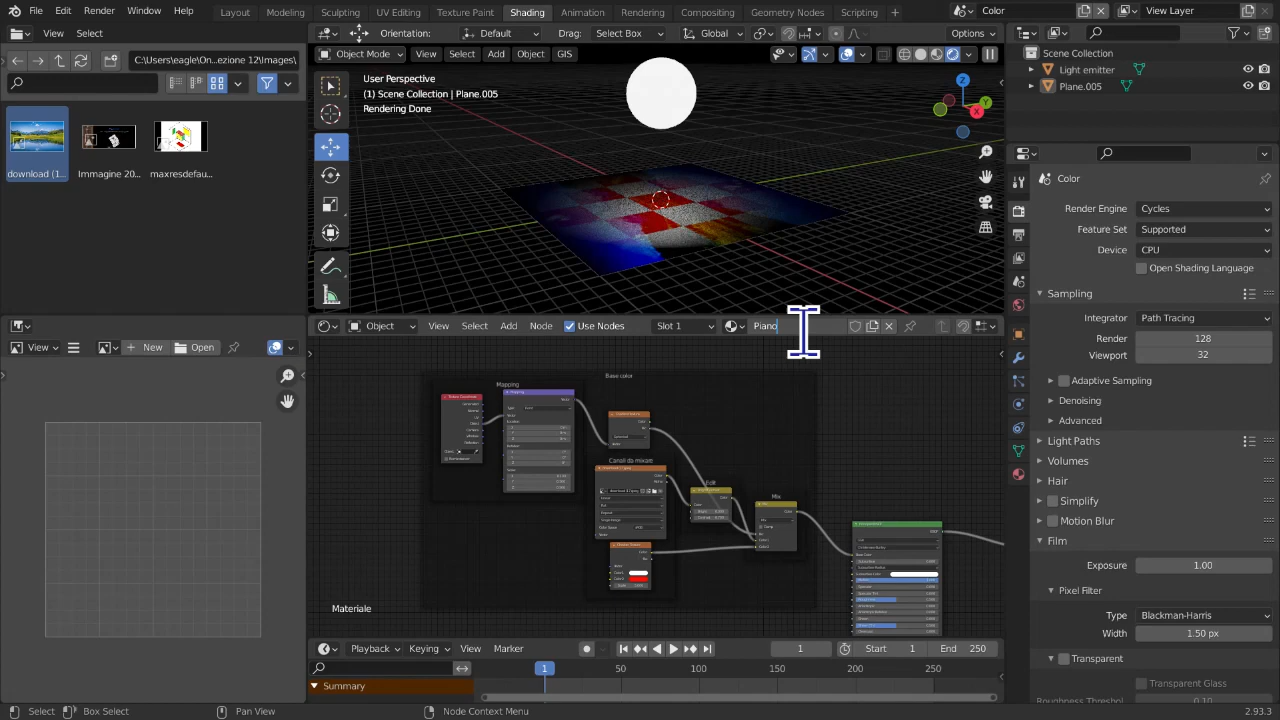 File Edit Render Window Help Layout Modeling Sculpting UV Editing Texture Paint Shading Animation Rendering Compositing Geometry Nodes Scripting Color View Layer
View Select
C:\Users\eagle\On...ezione 12\Images\
download (1...
Immagine 20...
maxresdefau...
Orientation: Default Drag: Select Box Global Options
Object Mode View Select Add Object GIS
User Perspective
(1) Scene Collection | Plane.005
Rendering Done
Z
Y
X
Scene Collection
Light emitter
Plane.005
Color
Render Engine Cycles
Feature Set Supported
Device CPU
Open Shading Language
Sampling
Integrator Path Tracing
Render 128
Viewport 32
Adaptive Sampling
Denoising
Advanced
Light Paths
Volumes
Hair
Simplify
Motion Blur
Film
Exposure 1.00
Pixel Filter
Type Blackman-Harris
Width 1.50 px
Transparent
Transparent Glass
Roughness Threshol 0.10
View New Open
Object View Select Add Node Use Nodes Slot 1 Piano
Base color
Mapping
Canali da mixare
Edit
Mix
Materiale
Playback Keying View Marker 1 Start 1 End 250
1 50 100 150 200 250
Summary
Select Box Select Pan View Node Context Menu 2.93.3